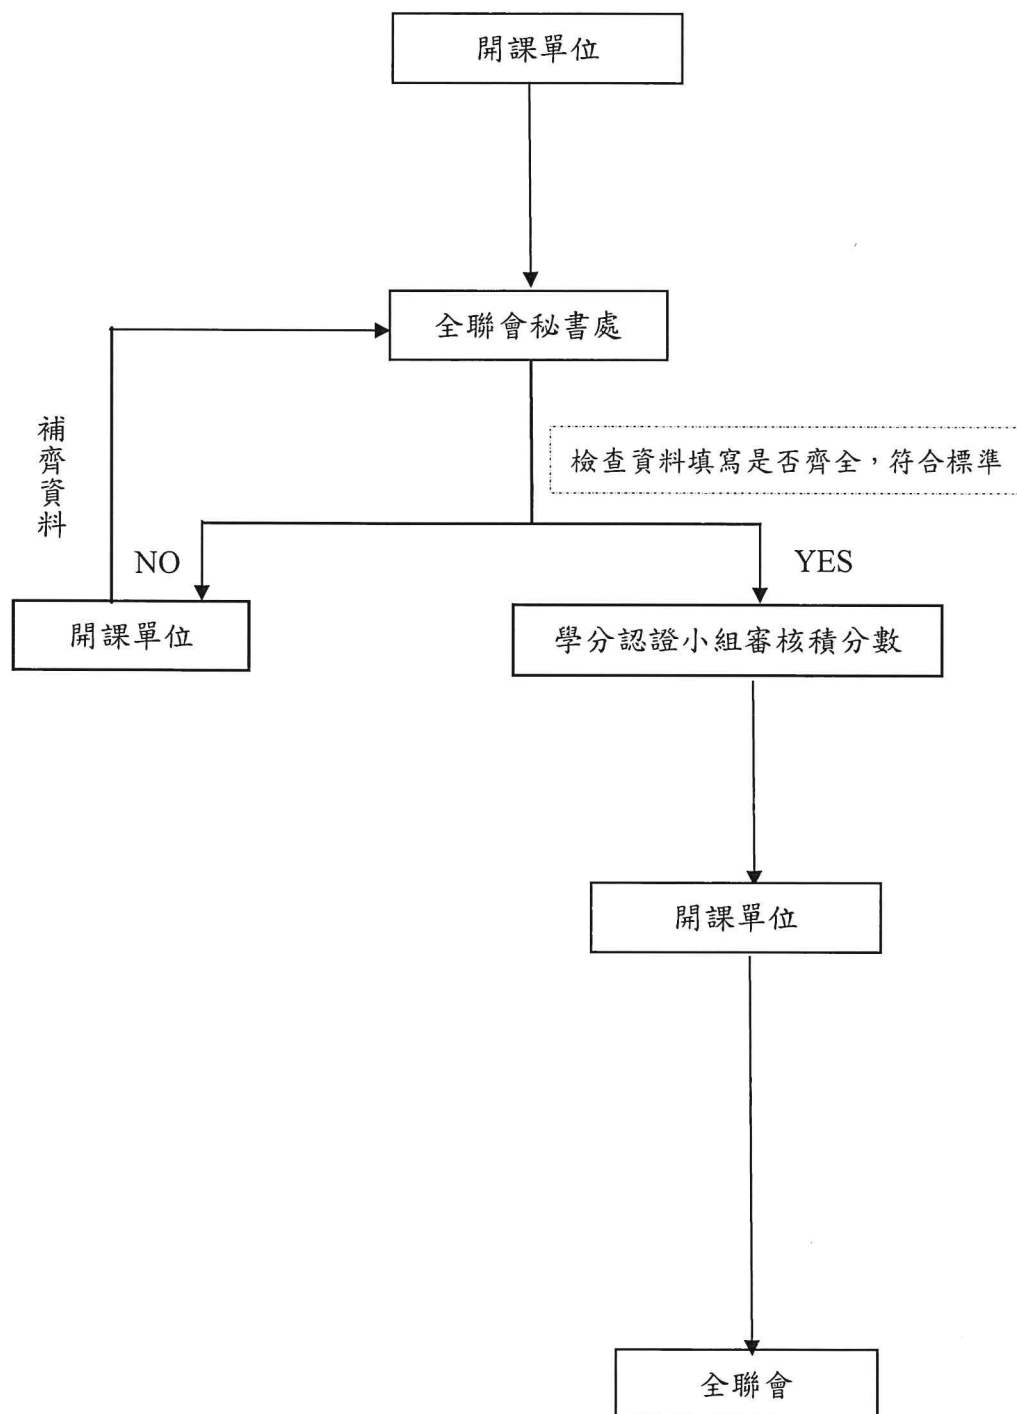 開課單位
全聯會秘書處
補齊資料
檢查資料填寫是否齊全，符合標準
NO
YES
開課單位
學分認證小組審核積分數
開課單位
全聯會